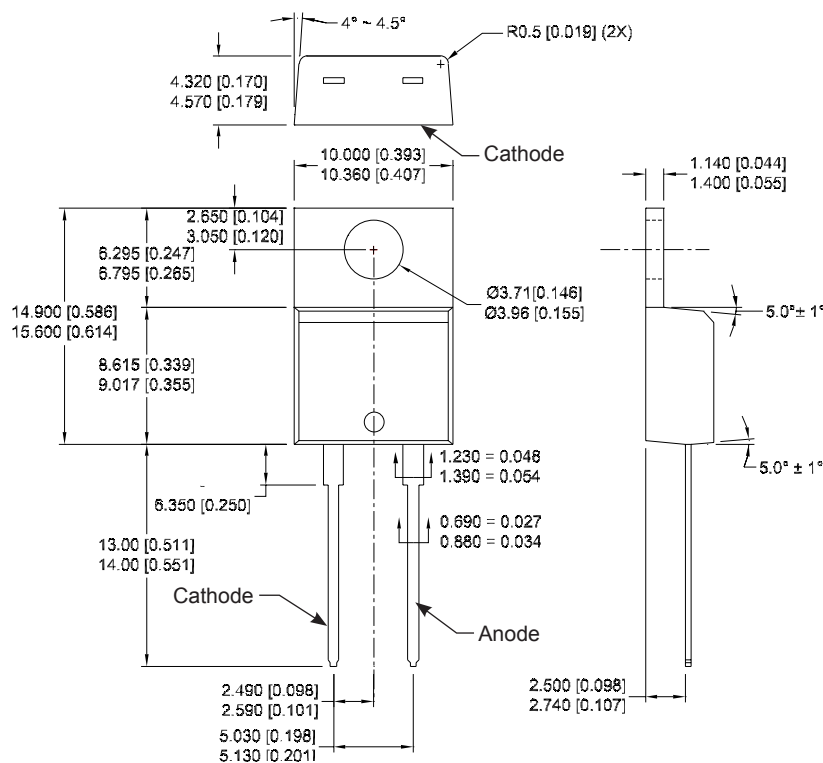 4° ~ 4.5°
R0.5 [0.019] (2X)
4.320 [0.170]
4.570 [0.179]
Cathode
10.000 [0.393]
10.360 [0.407]
1.140 [0.044]
1.400 [0.055]
2.650 [0.104]
3.050 [0.120]
6.295 [0.247]
6.795 [0.265]
14.900 [0.586]
15.600 [0.614]
Ø3.71[0.146]
Ø3.96 [0.155]
5.0°± 1°
8.615 [0.339]
9.017 [0.355]
1.230 = 0.048
1.390 = 0.054
5.0° ± 1°
6.350 [0.250]
0.690 = 0.027
0.880 = 0.034
13.00 [0.511]
14.00 [0.551]
Cathode
Anode
2.490 [0.098]
2.590 [0.101]
2.500 [0.098]
2.740 [0.107]
5.030 [0.198]
5.130 [0.201]